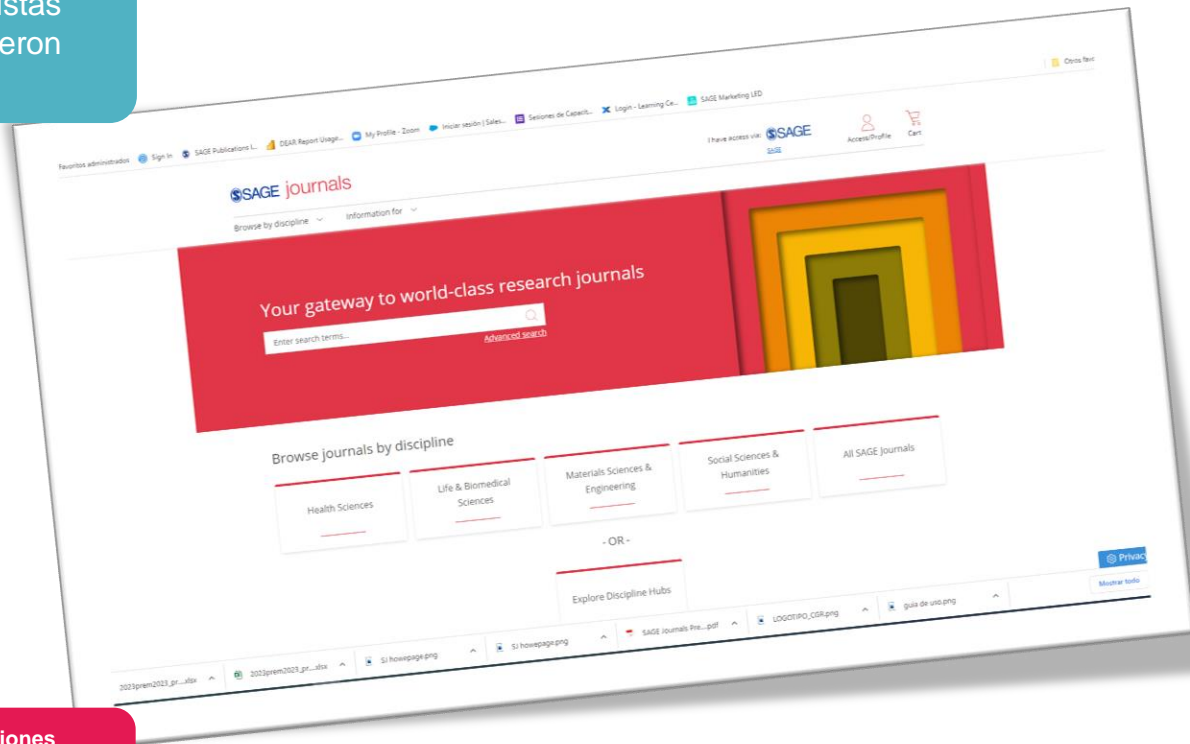 istas
eron
Otros favo
Favoritos administrados Sign In SAGE Publications I... DEAR Report Usage... My Profile - Zoom Iniciar sesión | Sales... Sesiones de Capacit... Login - Learning Ce... SAGE Marketing LED
I have access via: SAGE
SAGE
Access/Profile Cart
SAGE journals
Browse by discipline Information for
Your gateway to world-class research journals
Enter search terms...
Advanced search
Browse journals by discipline
Health Sciences
Life & Biomedical
Sciences
Materials Sciences &
Engineering
Social Sciences &
Humanities
All SAGE Journals
- OR -
Explore Discipline Hubs
Privacy
Mostrar todo
2023prem2023_pr....xlsx 2023prem2023_pr....xlsx SJ homepage.png SJ homepage.png SAGE Journals Pre....pdf LOGOTIPO_CGR.png guia de uso.png
iones